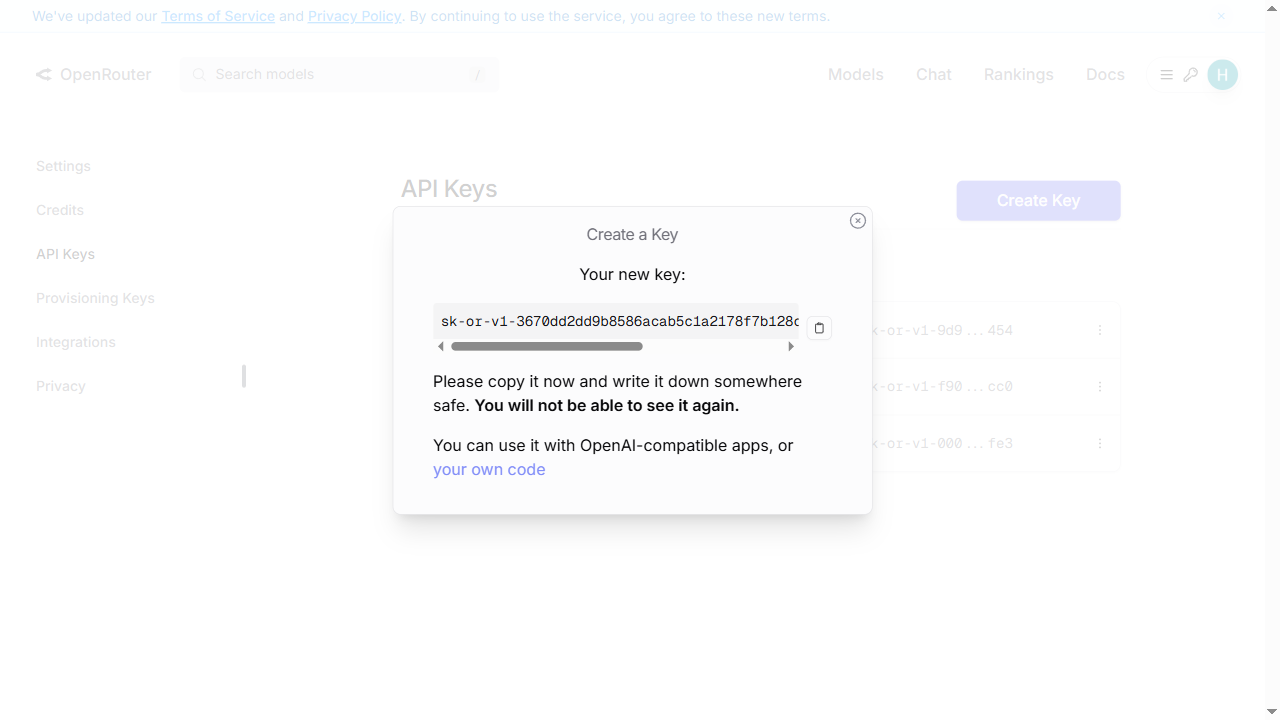 We've updated our Terms of Service and Privacy Policy. By continuing to use the service, you agree to these new terms.
OpenRouter
Search models
/
Models
Chat
Rankings
Docs
H
Settings
Credits
API Keys
Provisioning Keys
Integrations
Privacy
API Keys
Create Key
Create a Key
Your new key:
sk-or-v1-3670dd2dd9b8586acab5c1a2178f7b128c
Please copy it now and write it down somewhere
safe. You will not be able to see it again.
You can use it with OpenAI-compatible apps, or
your own code
k-or-v1-9d9...454
k-or-v1-f90...cc0
k-or-v1-000...fe3